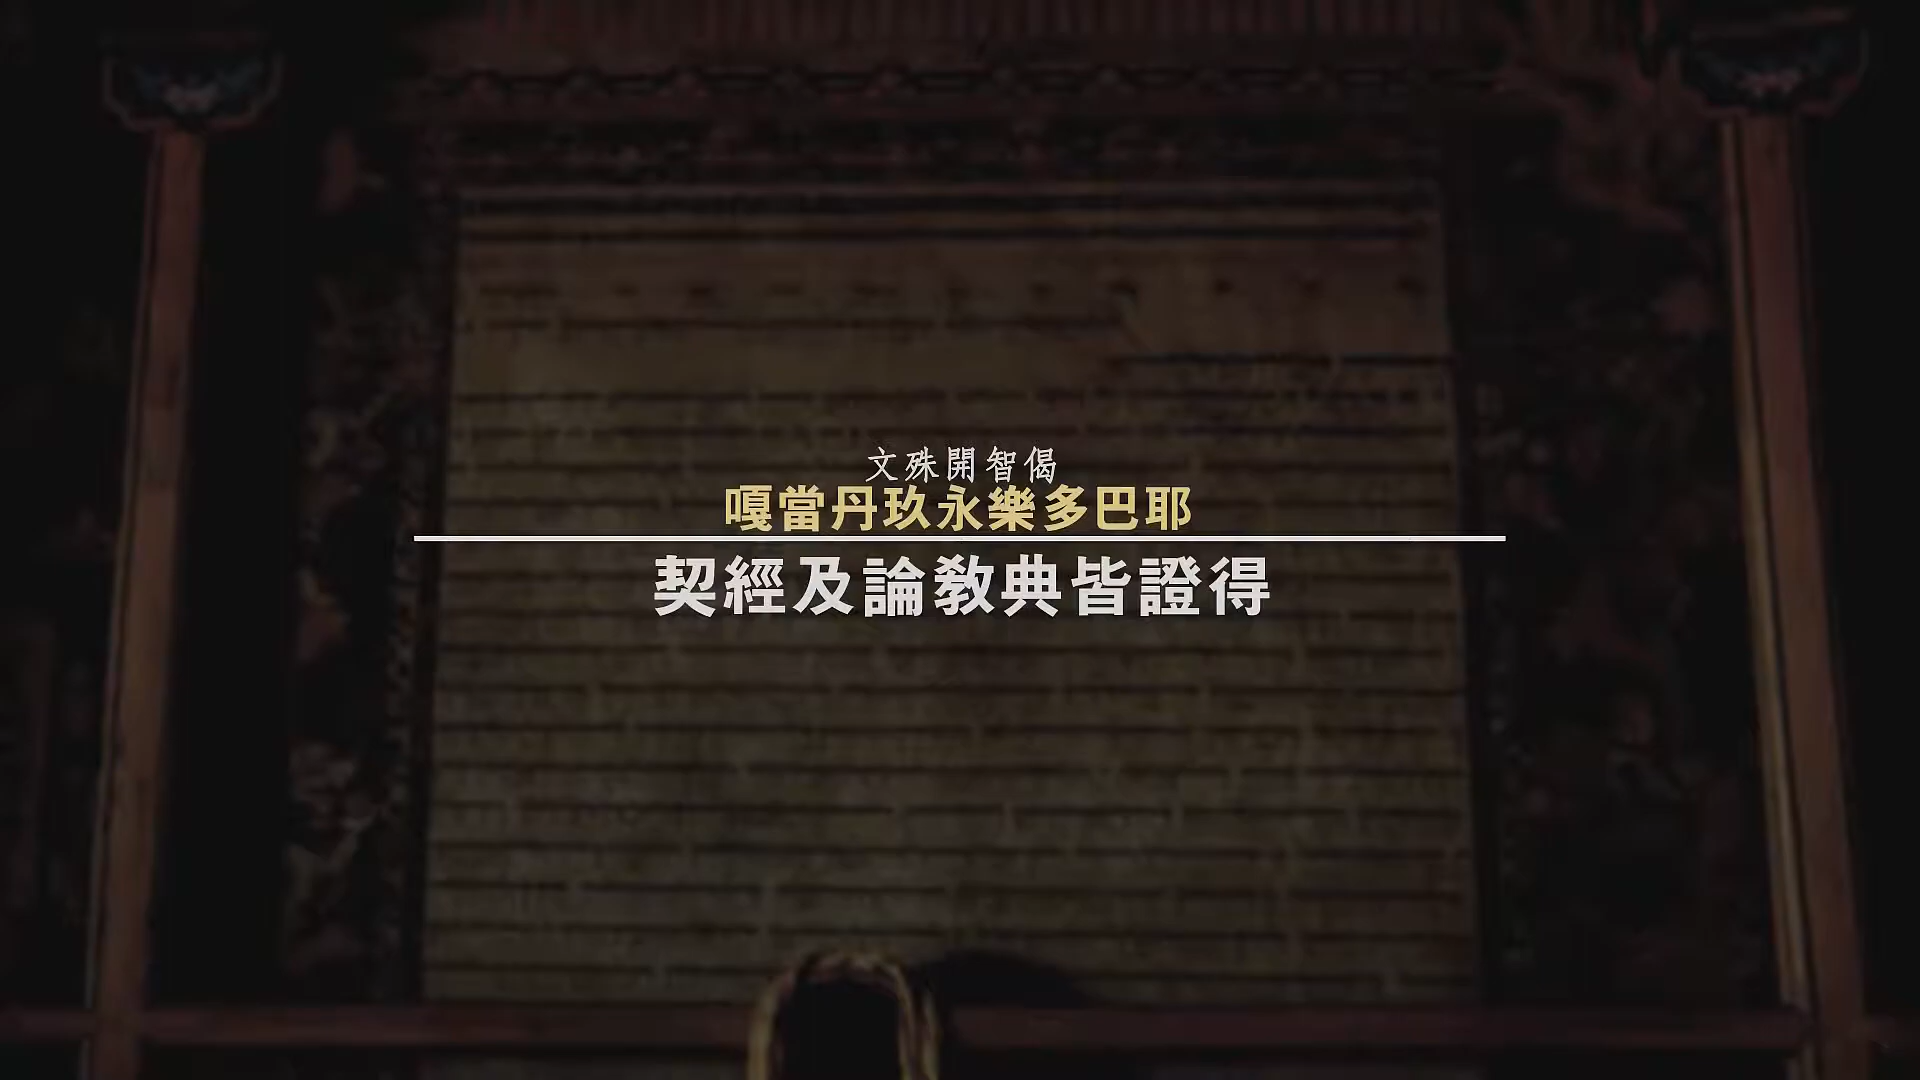 文殊開智偈
嘎當丹玖永樂多巴耶
契經及論教典皆證得